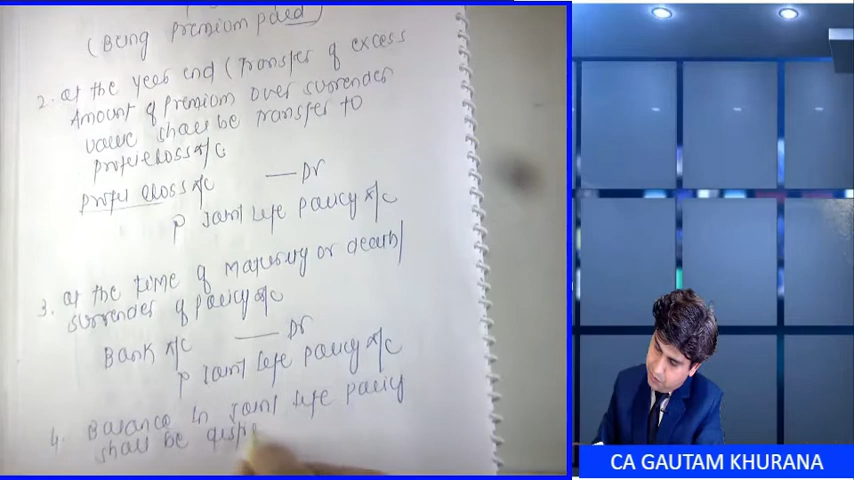 (Being Premium paid)
2. at the year end (Transfer of excess
Amount of Premium over surrender
value shall be transfer to
Profit & Loss A/c
Profit & Loss A/c — Dr
To Joint Life Policy A/c
3. at the time of maturity or death/
surrender of policy A/c
Bank A/c — Dr
To Joint Life Policy A/c
4. Balance in Joint Life Policy
shall be disp
CA GAUTAM KHURANA